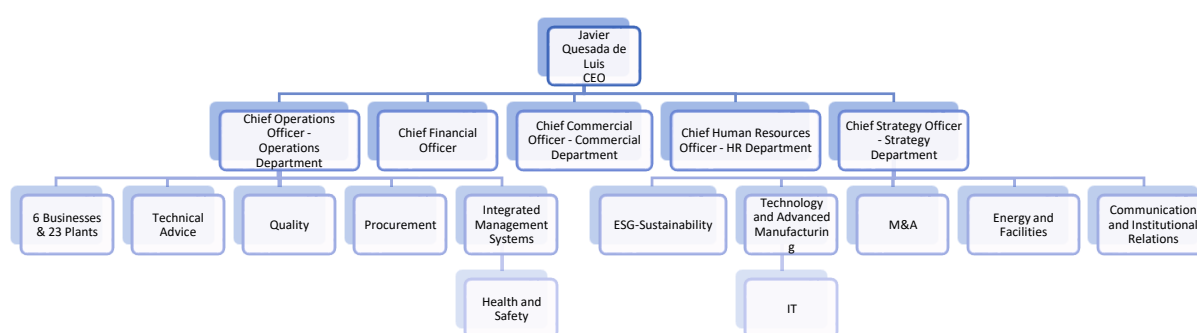 Javier
Quesada de
Luis
CEO
Chief Operations
Officer -
Operations
Department
Chief Financial
Officer
Chief Commercial
Officer - Commercial
Department
Chief Human Resources
Officer - HR Department
Chief Strategy Officer
- Strategy
Department
6 Businesses
& 23 Plants
Technical
Advice
Quality
Procurement
Integrated
Management
Systems
ESG-Sustainability
Technology
and Advanced
Manufacturin
g
M&A
Energy and
Facilities
Communication
and Institutional
Relations
Health and
Safety
IT